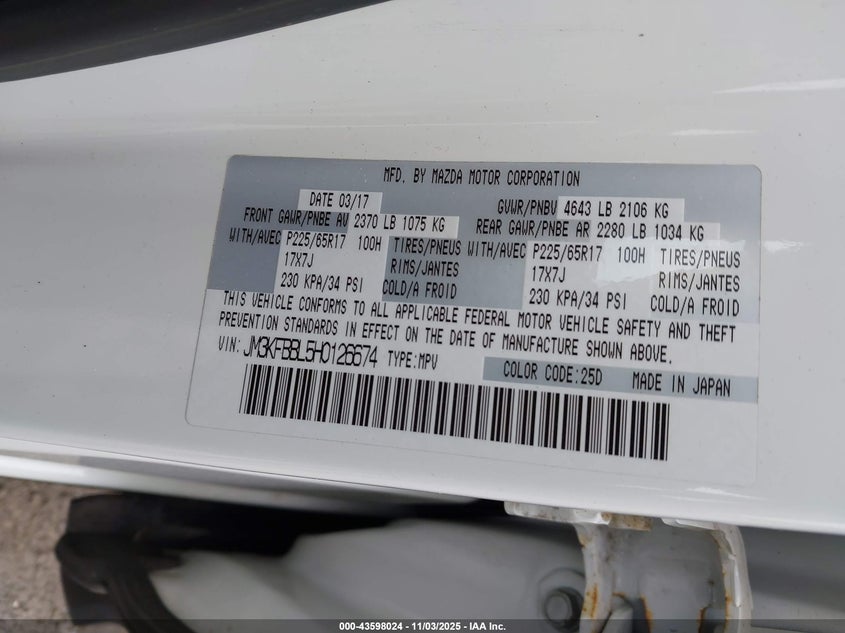 MFD. BY MAZDA MOTOR CORPORATION
DATE 03/17 GVWR/PNBV 4643 LB 2106 KG
FRONT GAWR/PNBE AV 2370 LB 1075 KG REAR GAWR/PNBE AR 2280 LB 1034 KG
WITH/AVEC P225/65R17 100H TIRES/PNEUS WITH/AVEC P225/65R17 100H TIRES/PNEUS
17X7J RIMS/JANTES 17X7J RIMS/JANTES
230 KPA/34 PSI COLD/A FROID 230 KPA/34 PSI COLD/A FROID
THIS VEHICLE CONFORMS TO ALL APPLICABLE FEDERAL MOTOR VEHICLE SAFETY AND THEFT
PREVENTION STANDARDS IN EFFECT ON THE DATE OF MANUFACTURE SHOWN ABOVE.
VIN: JM3KFBBL5H0126674 TYPE:MPV
COLOR CODE:25D MADE IN JAPAN
000-43598024 - 11/03/2025 - IAA Inc.